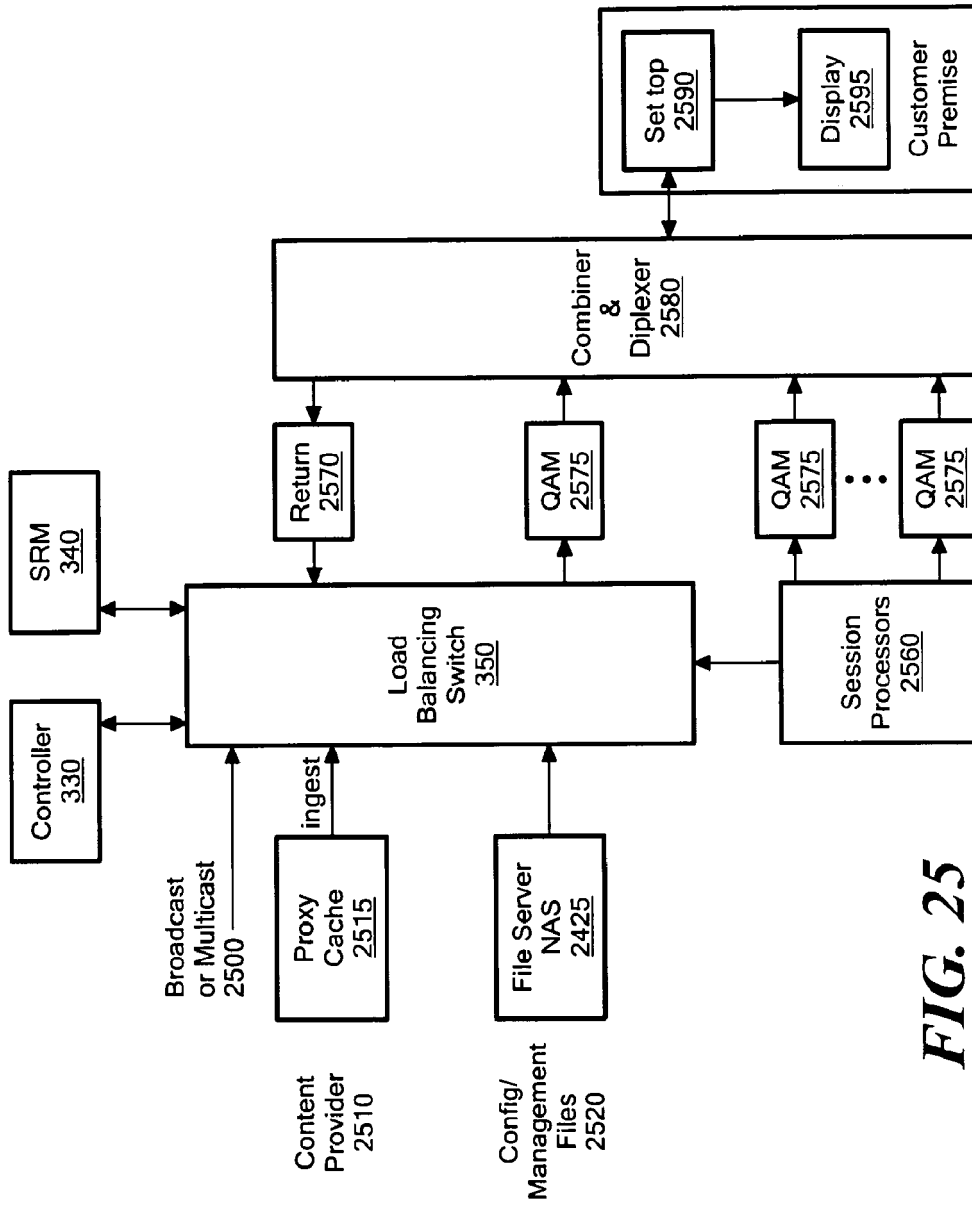 Controller
330
SRM
340
Broadcast
or Multicast
2500
Content
Provider
2510
Proxy
Cache
2515
ingest
Config/
Management
Files
2520
File Server
NAS
2425
Load
Balancing
Switch
350
Return
2570
QAM
2575
Session
Processors
2560
QAM
2575
QAM
2575
Combiner
&
Diplexer
2580
Set top
2590
Display
2595
Customer
Premise
FIG. 25